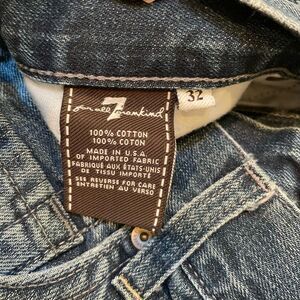 7
for all mankind
32
100% COTTON
100% COTTON
MADE IN U.S.A.
OF IMPORTED FABRIC
FABRIQUÉ AUX ÉTATS-UNIS
DE TISSU IMPORTÉ
SEE REVERSE FOR CARE
ENTRETIEN AU VERSO